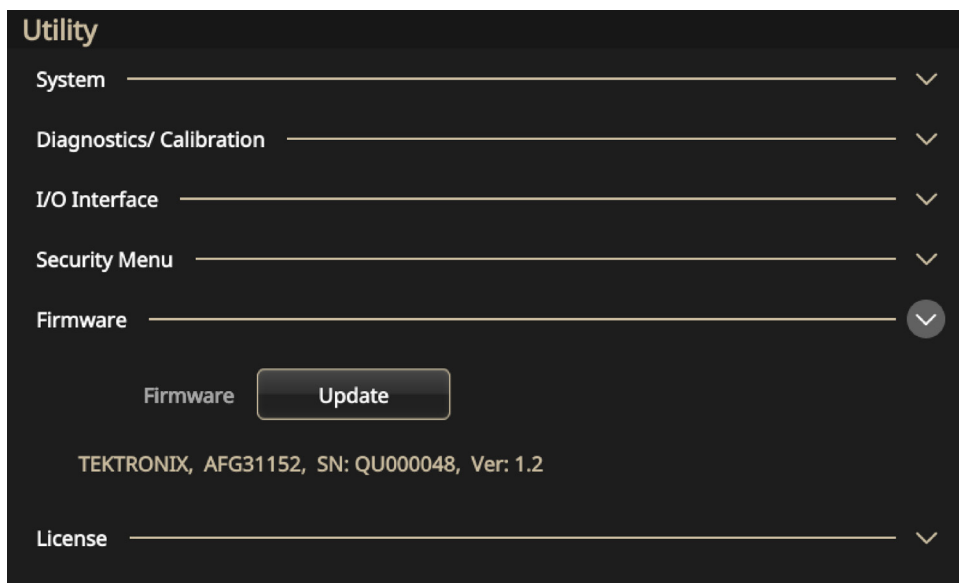 Utility
System
Diagnostics/ Calibration
I/O Interface
Security Menu
Firmware
Firmware Update
TEKTRONIX, AFG31152, SN: QU000048, Ver: 1.2
License